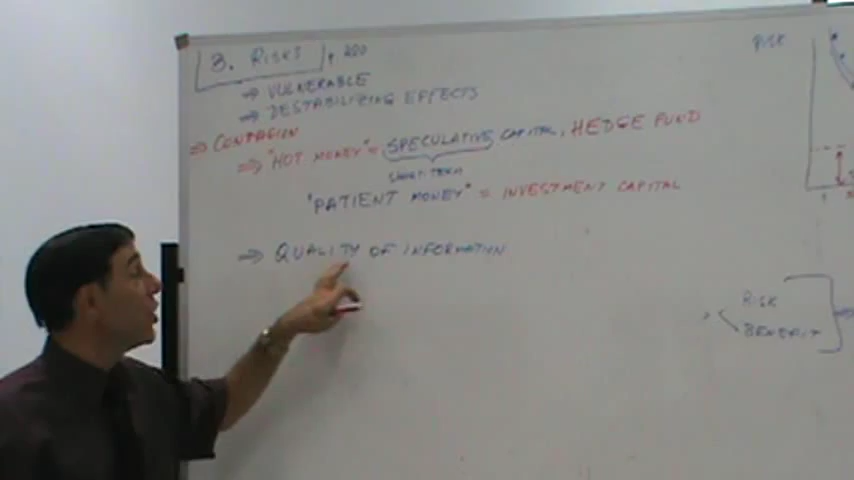 3. RISKS
→ VULNERABLE
→ DESTABILIZING EFFECTS
⇒ CONTAGION
⇒ "HOT MONEY" = SPECULATIVE CAPITAL, HEDGE FUND
SHORT-TERM
"PATIENT MONEY" = INVESTMENT CAPITAL
⇒ QUALITY OF INFORMATION
RISK
RISK
BENEFIT